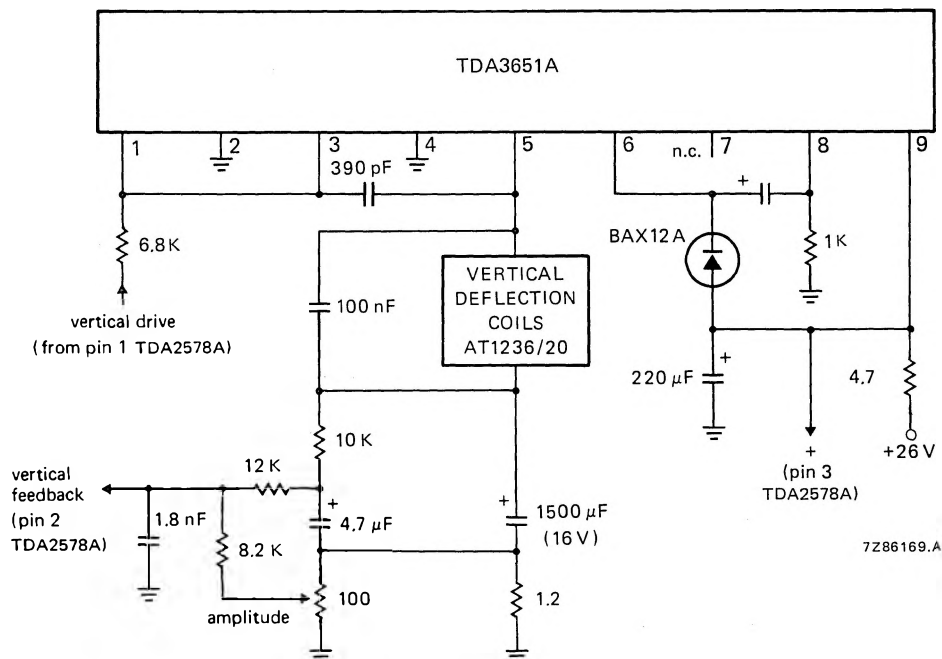 TDA3651A
1
2
3
4
5
6
7
8
9
n.c.
390 pF
+
6.8 K
BAX12A
1K
vertical drive
(from pin 1 TDA2578A)
100 nF
VERTICAL
DEFLECTION
COILS
AT1236/20
220 µF
+
4.7
10 K
+
(pin 3
TDA2578A)
+26 V
vertical
feedback
(pin 2
TDA2578A)
12 K
1.8 nF
8.2 K
+
4.7 µF
+
1500 µF
(16 V)
7Z86169.A
amplitude
100
1.2